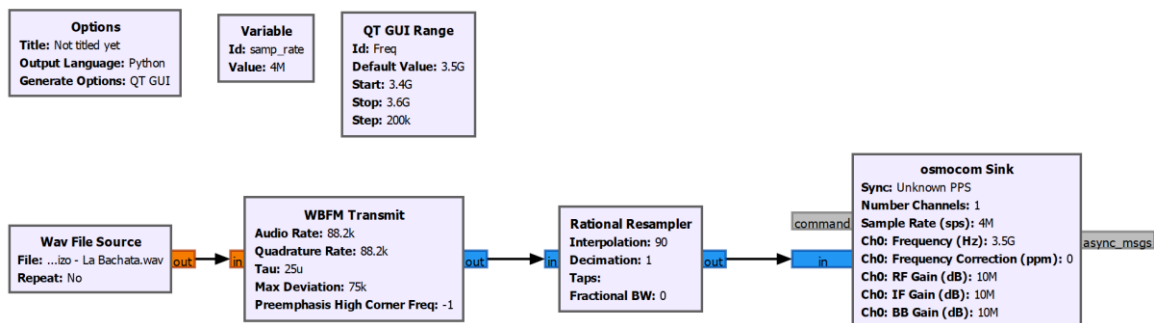 Options
Title: Not titled yet
Output Language: Python
Generate Options: QT GUI
Variable
Id: samp_rate
Value: 4M
QT GUI Range
Id: Freq
Default Value: 3.5G
Start: 3.4G
Stop: 3.6G
Step: 200k
Wav File Source
File: ...izo - La Bachata.wav
Repeat: No
out
in
WBFM Transmit
Audio Rate: 88.2k
Quadrature Rate: 88.2k
Tau: 25u
Max Deviation: 75k
Preemphasis High Corner Freq: -1
out
in
Rational Resampler
Interpolation: 90
Decimation: 1
Taps:
Fractional BW: 0
out
command
in
osmocom Sink
Sync: Unknown PPS
Number Channels: 1
Sample Rate (sps): 4M
Ch0: Frequency (Hz): 3.5G
Ch0: Frequency Correction (ppm): 0
Ch0: RF Gain (dB): 10M
Ch0: IF Gain (dB): 10M
Ch0: BB Gain (dB): 10M
async_msgs